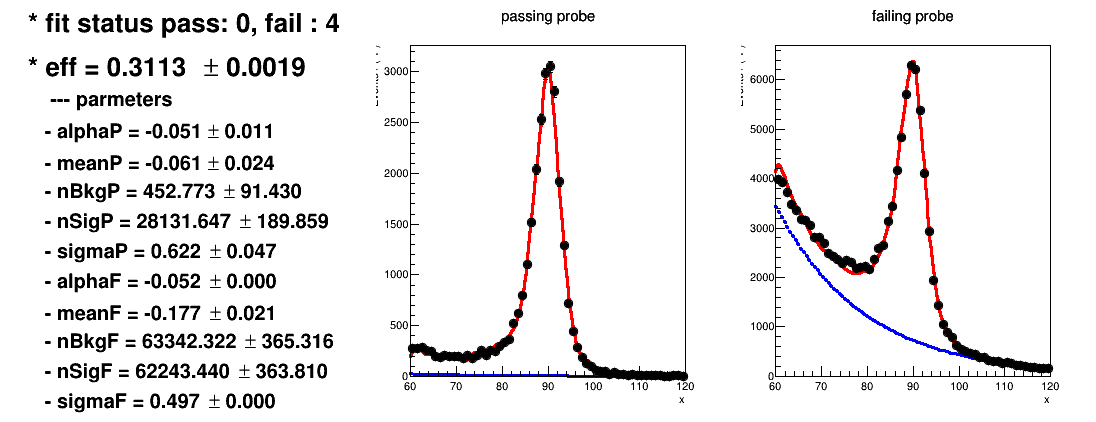 * fit status pass: 0, fail : 4
* eff = 0.3113 ± 0.0019
--- parmeters
- alphaP = -0.051 ± 0.011
- meanP = -0.061 ± 0.024
- nBkgP = 452.773 ± 91.430
- nSigP = 28131.647 ± 189.859
- sigmaP = 0.622 ± 0.047
- alphaF = -0.052 ± 0.000
- meanF = -0.177 ± 0.021
- nBkgF = 63342.322 ± 365.316
- nSigF = 62243.440 ± 363.810
- sigmaF = 0.497 ± 0.000
passing probe
3000
2500
2000
1500
1000
500
0
60 70 80 90 100 110 120
x
failing probe
6000
5000
4000
3000
2000
1000
0
60 70 80 90 100 110 120
x